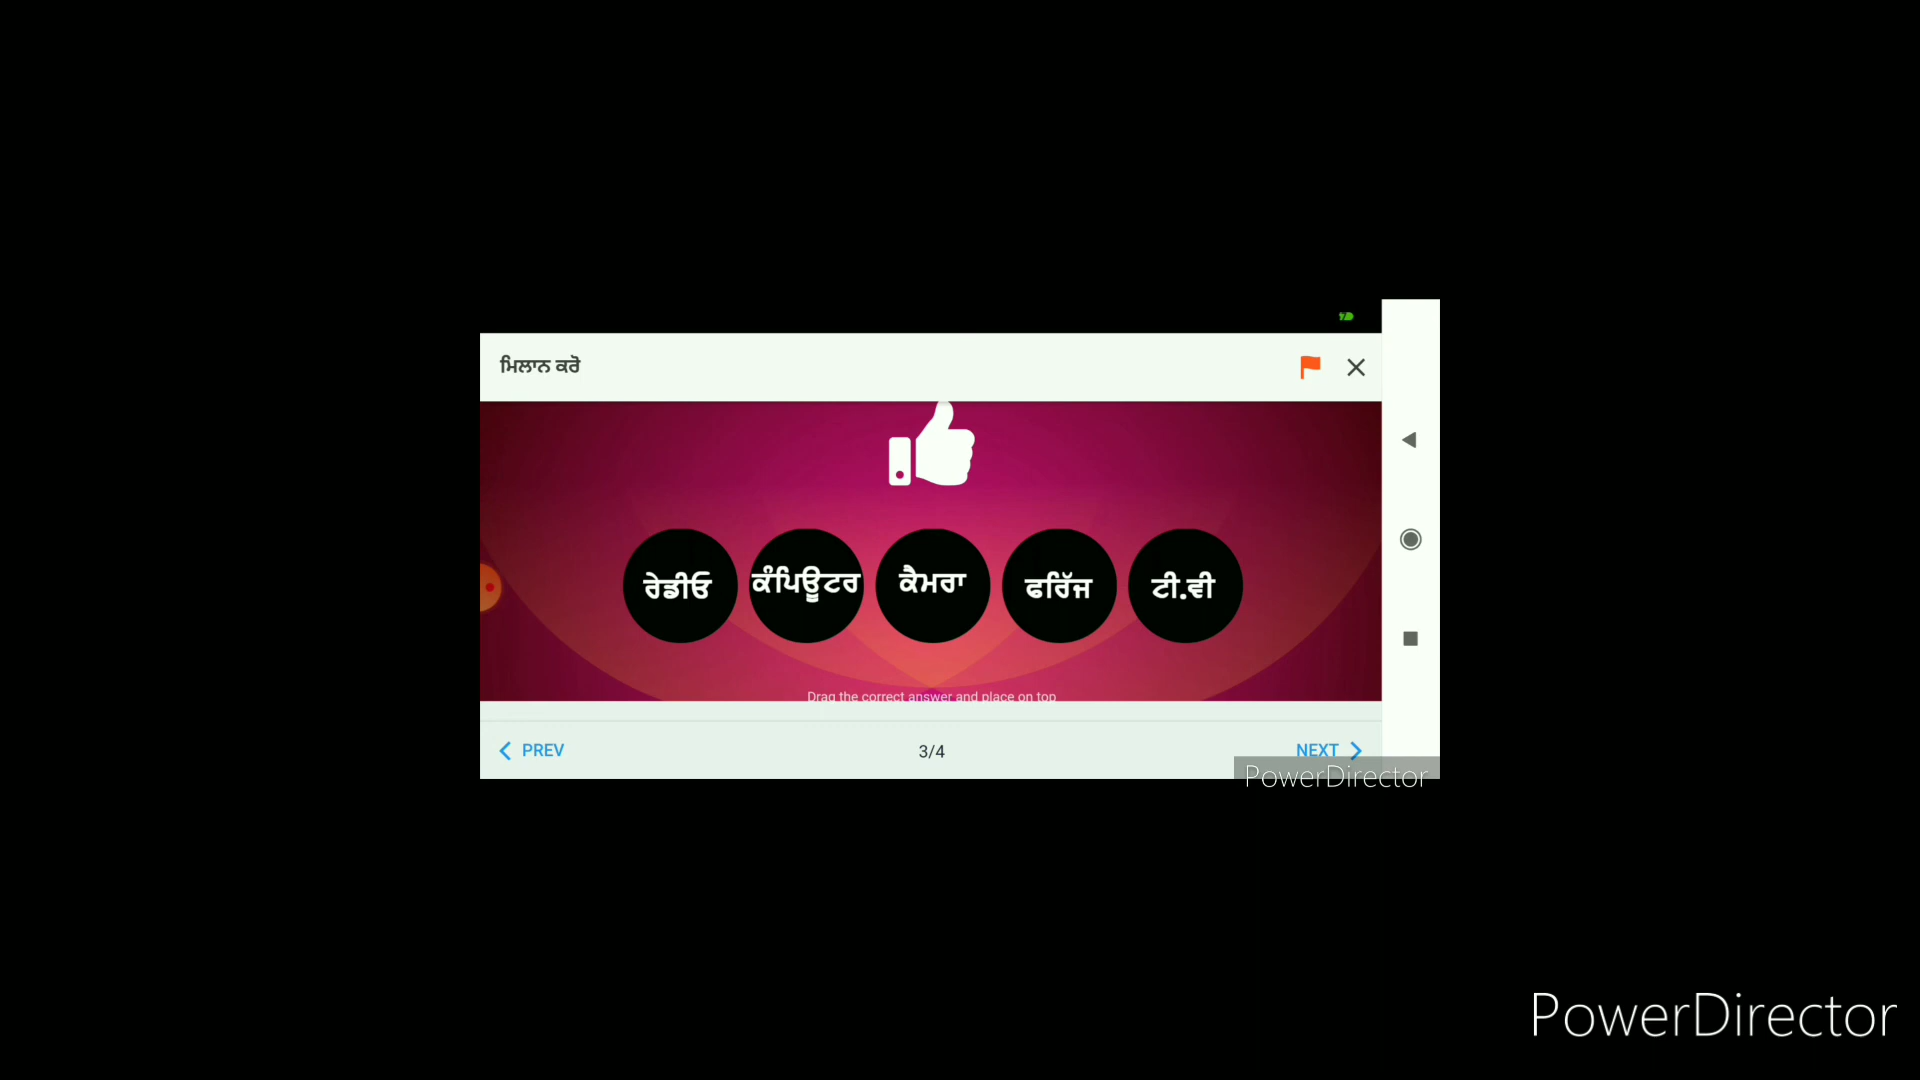 ਮਿਲਾਨ ਕਰੋ
ਰੇਡੀਓ ਕੰਪਿਊਟਰ ਕੈਮਰਾ ਫਰਿੱਜ ਟੀ.ਵੀ
Drag the correct answer and place on top
PREV 3/4 NEXT
PowerDirector
PowerDirector